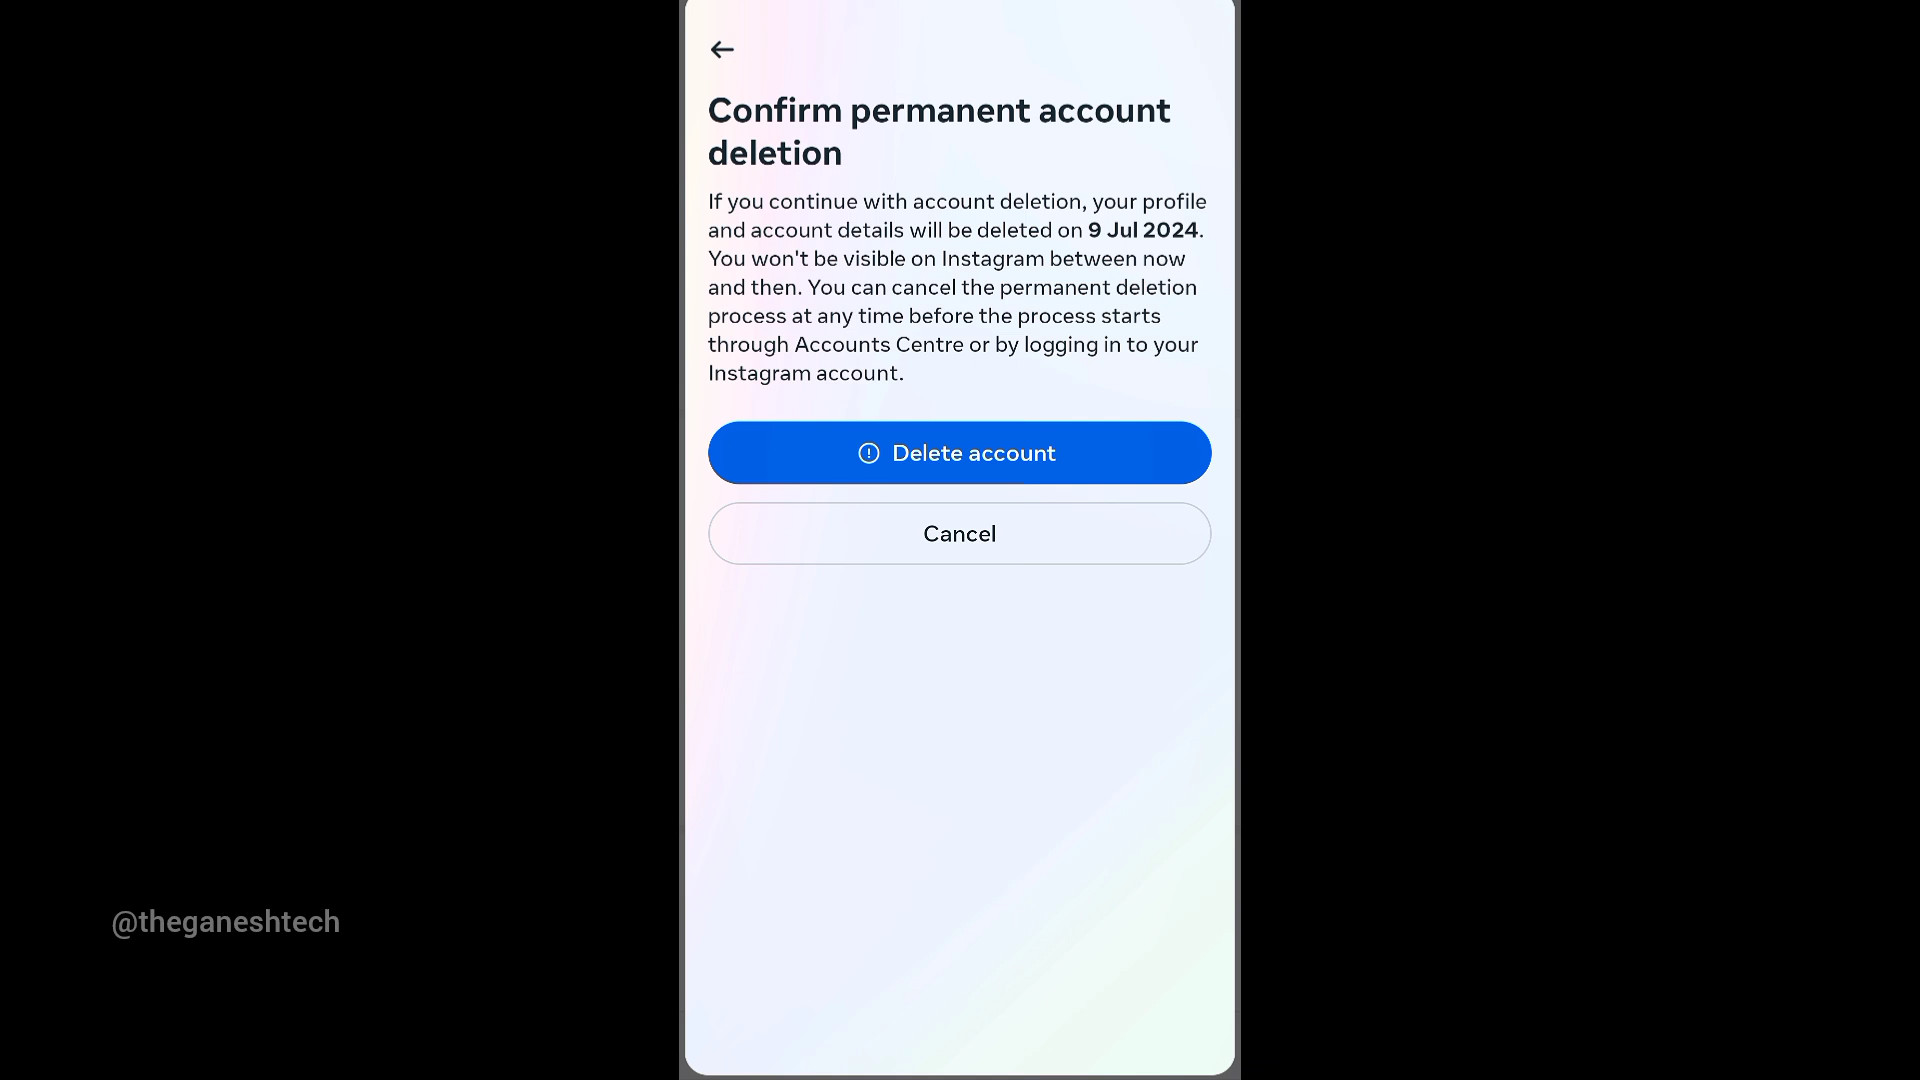 Confirm permanent account
deletion
If you continue with account deletion, your profile
and account details will be deleted on 9 Jul 2024.
You won't be visible on Instagram between now
and then. You can cancel the permanent deletion
process at any time before the process starts
through Accounts Centre or by logging in to your
Instagram account.
Delete account
Cancel
@theganeshtech